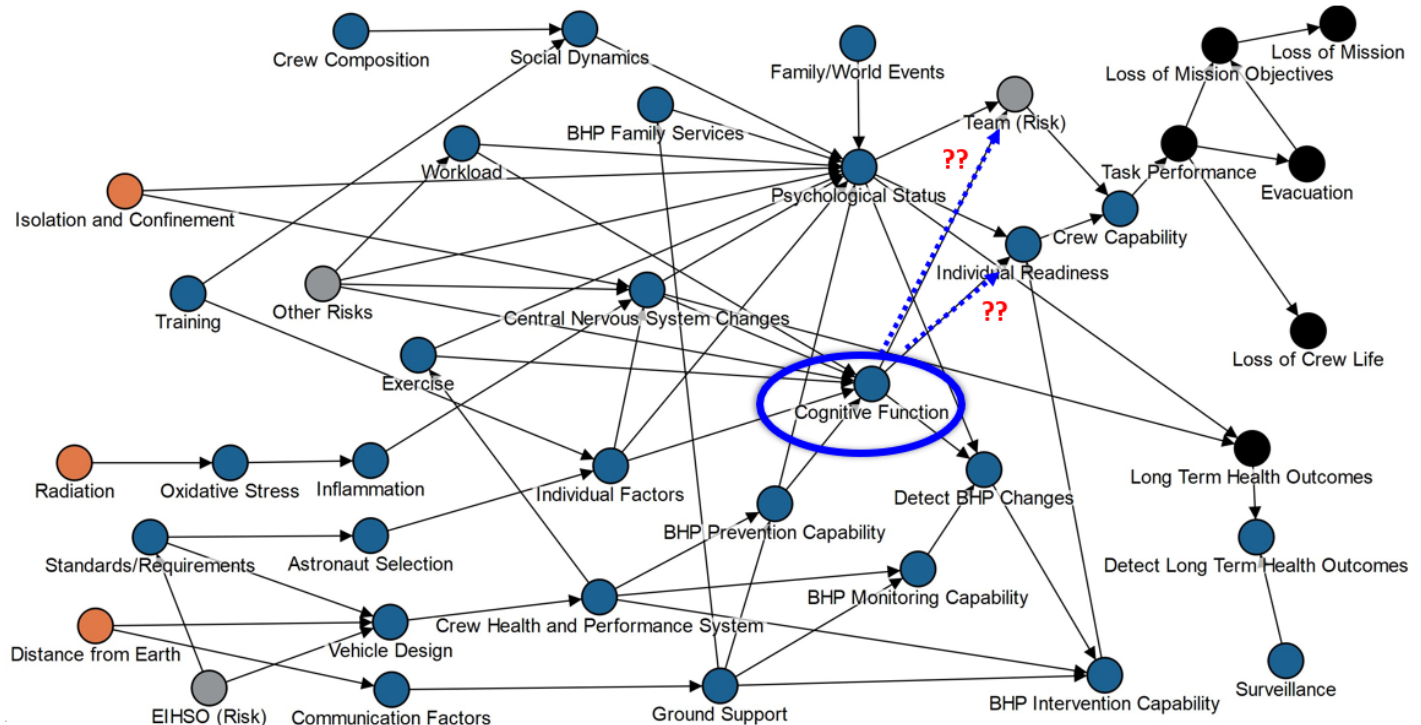 Loss of Mission
Crew Composition
Social Dynamics
Family/World Events
Loss of Mission Objectives
Team (Risk)
BHP Family Services
??
Workload
Task Performance
Psychological Status
Evacuation
Isolation and Confinement
Crew Capability
Individual Readiness
Training
Other Risks
Central Nervous System Changes
??
Loss of Crew Life
Exercise
Cognitive Function
Long Term Health Outcomes
Radiation
Oxidative Stress
Inflammation
Individual Factors
Detect BHP Changes
BHP Prevention Capability
Standards/Requirements
Astronaut Selection
Detect Long Term Health Outcomes
BHP Monitoring Capability
Crew Health and Performance System
Distance from Earth
Vehicle Design
EIHSO (Risk)
Communication Factors
Ground Support
BHP Intervention Capability
Surveillance